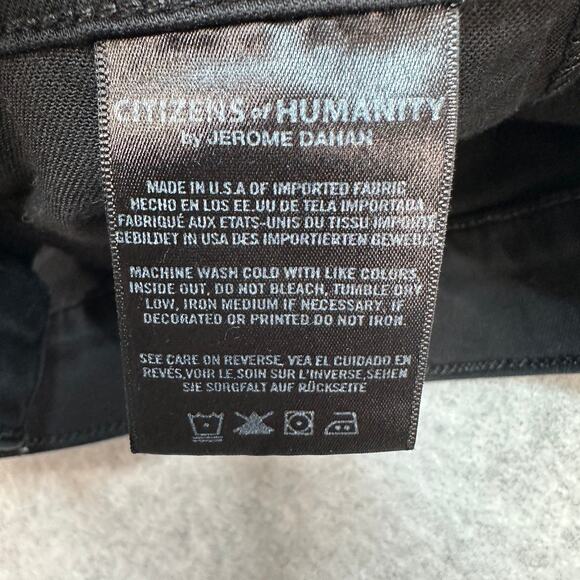 CITIZENS of HUMANITY
by JEROME DAHAN
MADE IN U.S.A OF IMPORTED FABRIC
HECHO EN LOS EE.UU DE TELA IMPORTADA
FABRIQUÉ AUX ETATS-UNIS DU TISSU IMPORTE
GEBILDET IN USA DES IMPORTIERTEN GEWEBES
MACHINE WASH COLD WITH LIKE COLORS,
INSIDE OUT, DO NOT BLEACH, TUMBLE DRY
LOW, IRON MEDIUM IF NECESSARY. IF
DECORATED OR PRINTED DO NOT IRON.
SEE CARE ON REVERSE, VEA EL CUIDADO EN
REVÉS,VOIR LE SOIN SUR L'INVERSE,SEHEN
SIE SORGFALT AUF RÜCKSEITE